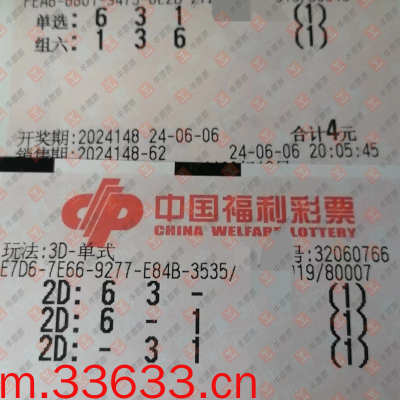 单选: 6 3 1 (1)
组六: 1 3 6 (1)
开奖期:2024148 24-06-06 合计4元
销售期:2024148-62 24-06-06 20:05:45
中国福利彩票
CHINA WELFARE LOTTERY
玩法:3D-单式 号:32060766
E7D6-7E66-9277-E84B-3535/ 19/80007
2D: 6 3 - (1)
2D: 6 - 1 (1)
2D: - 3 1 (1)
m.33633.cn